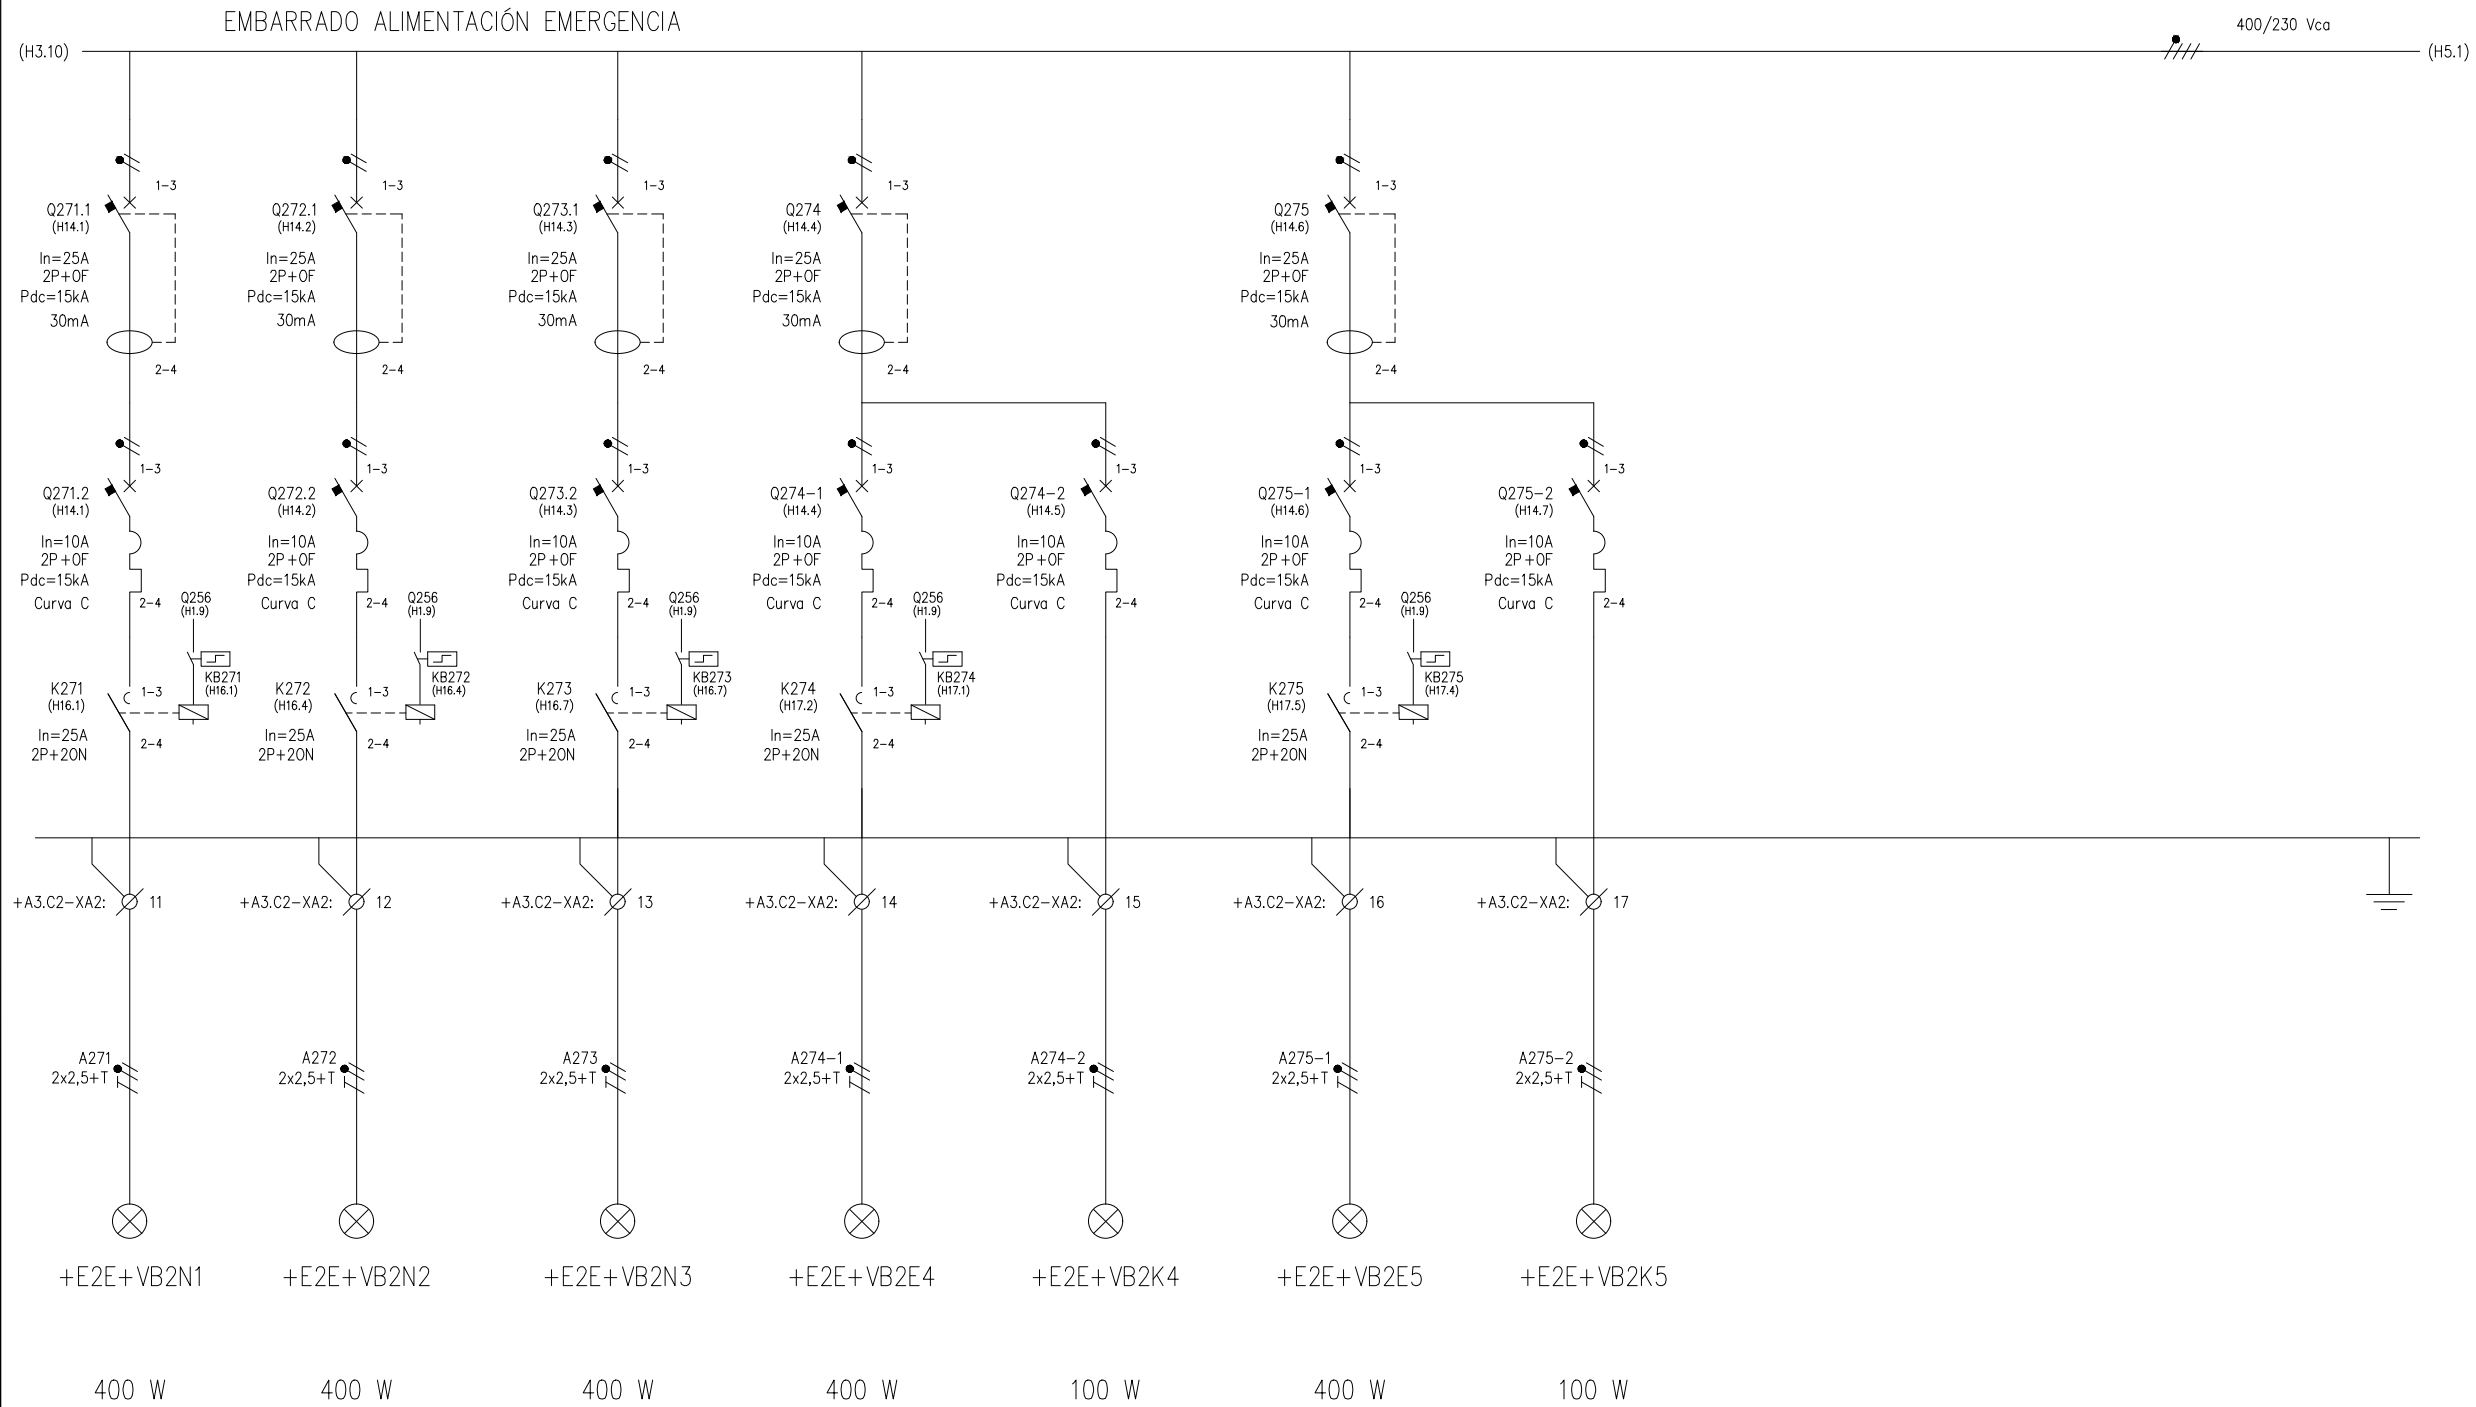 EMBARRADO ALIMENTACIÓN EMERGENCIA
400/230 Vca
(H3.10)
(H5.1)
1-3
1-3
1-3
1-3
1-3
Q271.1
(H14.1)
In=25A
2P+OF
Pdc=15kA
30mA
2-4
Q272.1
(H14.2)
In=25A
2P+OF
Pdc=15kA
30mA
2-4
Q273.1
(H14.3)
In=25A
2P+OF
Pdc=15kA
30mA
2-4
Q274
(H14.4)
In=25A
2P+OF
Pdc=15kA
30mA
2-4
Q275
(H14.6)
In=25A
2P+OF
Pdc=15kA
30mA
2-4
1-3
Q271.2
(H14.1)
In=10A
2P+OF
Pdc=15kA
Curva C
2-4
1-3
Q272.2
(H14.2)
In=10A
2P+OF
Pdc=15kA
Curva C
2-4
1-3
Q273.2
(H14.3)
In=10A
2P+OF
Pdc=15kA
Curva C
2-4
1-3
Q274-1
(H14.4)
In=10A
2P+OF
Pdc=15kA
Curva C
2-4
1-3
Q274-2
(H14.5)
In=10A
2P+OF
Pdc=15kA
Curva C
2-4
1-3
Q275-1
(H14.6)
In=10A
2P+OF
Pdc=15kA
Curva C
2-4
1-3
Q275-2
(H14.7)
In=10A
2P+OF
Pdc=15kA
Curva C
2-4
Q256
(H1.9)
KB271
(H16.1)
K271
(H16.1)
1-3
In=25A
2P+2ON
2-4
Q256
(H1.9)
KB272
(H16.4)
K272
(H16.4)
1-3
In=25A
2P+2ON
2-4
Q256
(H1.9)
KB273
(H16.7)
K273
(H16.7)
1-3
In=25A
2P+2ON
2-4
Q256
(H1.9)
KB274
(H17.1)
K274
(H17.2)
1-3
In=25A
2P+2ON
2-4
Q256
(H1.9)
KB275
(H17.4)
K275
(H17.5)
1-3
In=25A
2P+2ON
2-4
+A3.C2-XA2: 11
+A3.C2-XA2: 12
+A3.C2-XA2: 13
+A3.C2-XA2: 14
+A3.C2-XA2: 15
+A3.C2-XA2: 16
+A3.C2-XA2: 17
A271
2x2,5+T
A272
2x2,5+T
A273
2x2,5+T
A274-1
2x2,5+T
A274-2
2x2,5+T
A275-1
2x2,5+T
A275-2
2x2,5+T
+E2E+VB2N1
+E2E+VB2N2
+E2E+VB2N3
+E2E+VB2E4
+E2E+VB2K4
+E2E+VB2E5
+E2E+VB2K5
400 W
400 W
400 W
400 W
100 W
400 W
100 W